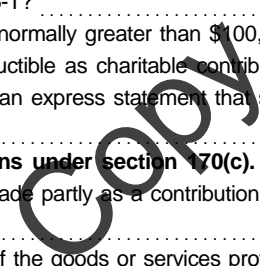 -1?
normally greater than $100,
uctible as charitable contrib
an express statement that s
ns under section 170(c).
ade partly as a contribution
f the goods or services pro
Copy